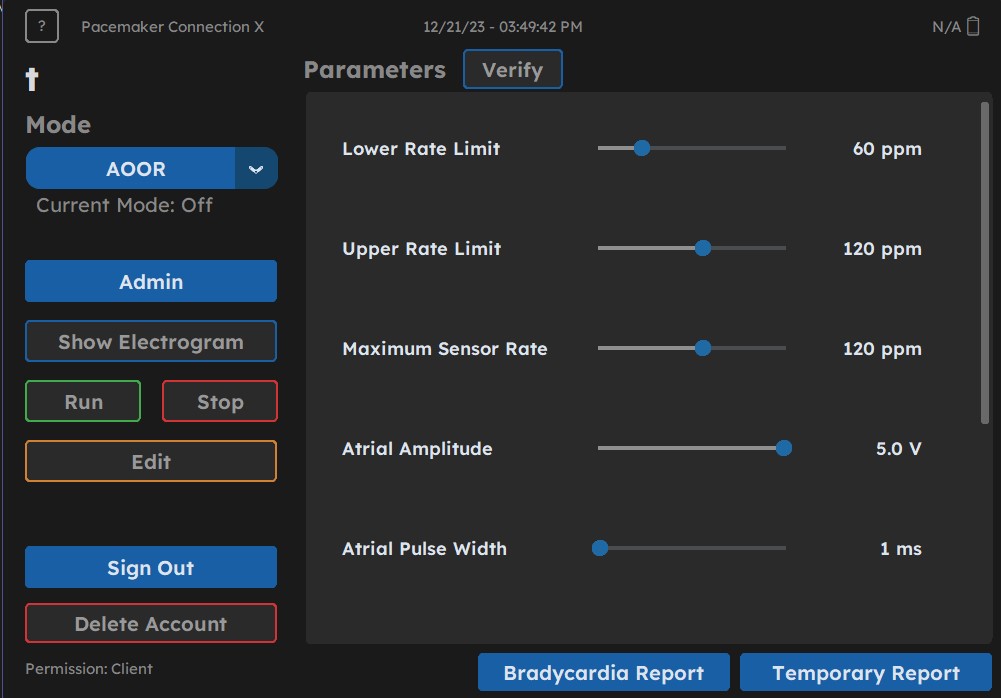 ? Pacemaker Connection X 12/21/23 - 03:49:42 PM N/A
t
Parameters Verify
Mode
AOOR
Current Mode: Off
Admin
Show Electrogram
Run Stop
Edit
Sign Out
Delete Account
Permission: Client
Lower Rate Limit 60 ppm
Upper Rate Limit 120 ppm
Maximum Sensor Rate 120 ppm
Atrial Amplitude 5.0 V
Atrial Pulse Width 1 ms
Bradycardia Report Temporary Report